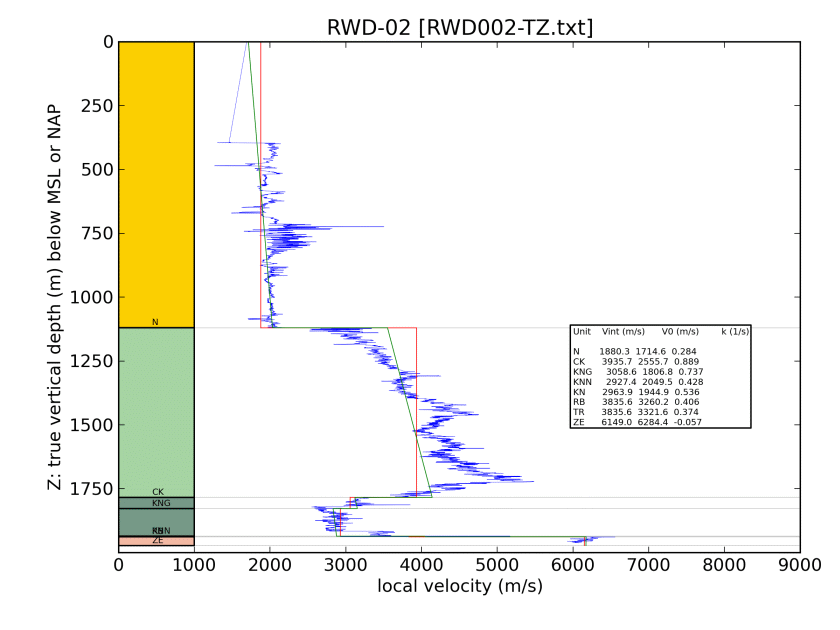 RWD-02 [RWD002-TZ.txt]
Z: true vertical depth (m) below MSL or NAP
0
250
500
750
1000
1250
1500
1750
N
CK
KNG
KNN
ZE
Unit Vint (m/s) V0 (m/s) k (1/s)
N 1880.3 1714.6 0.284
CK 3935.7 2555.7 0.889
KNG 3058.6 1806.8 0.737
KNN 2927.4 2049.5 0.428
KN 2963.9 1944.9 0.536
RB 3835.6 3260.2 0.406
TR 3835.6 3321.6 0.374
ZE 6149.0 6284.4 -0.057
0 1000 2000 3000 4000 5000 6000 7000 8000 9000
local velocity (m/s)